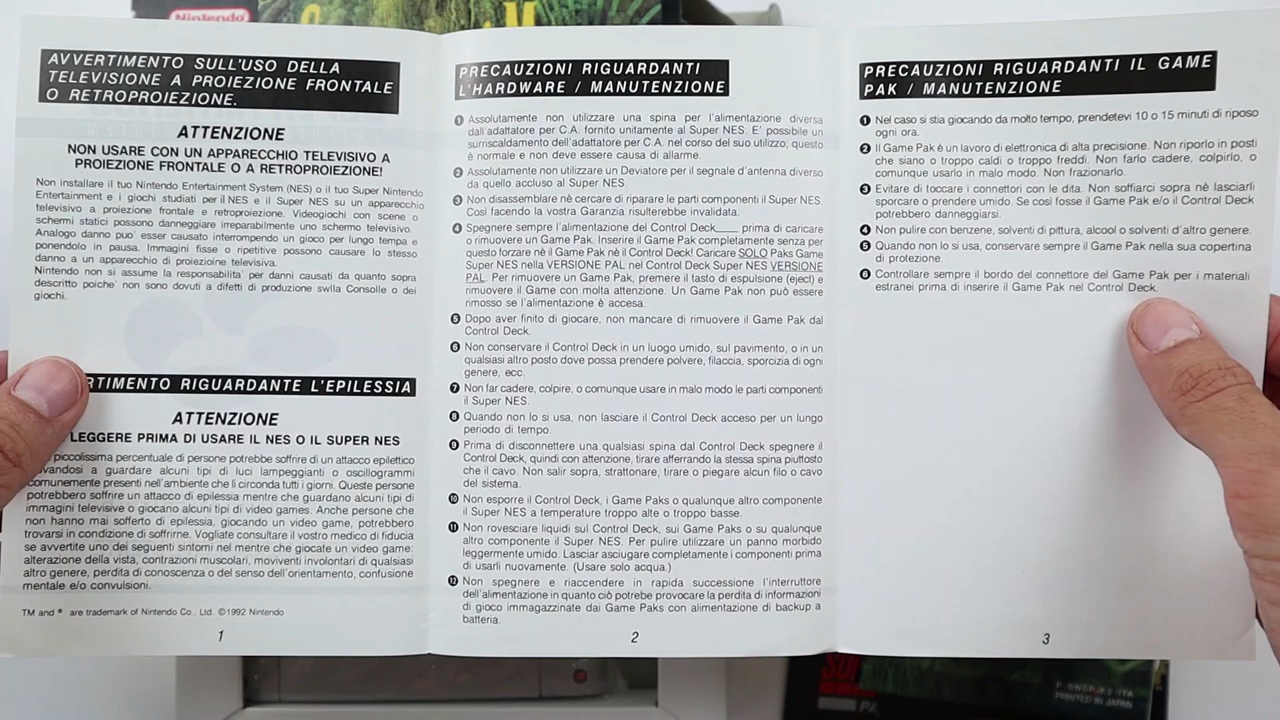 Nintendo
AVVERTIMENTO SULL'USO DELLA
TELEVISIONE A PROIEZIONE FRONTALE
O RETROPROIEZIONE.
ATTENZIONE
NON USARE CON UN APPARECCHIO TELEVISIVO A
PROIEZIONE FRONTALE O A RETROPROIEZIONE!
Non installare il tuo Nintendo Entertainment System (NES) o il tuo Super Nintendo
Entertainment e i giochi studiati per il NES e il Super NES su un apparecchio
televisivo a proiezione frontale e retroproiezione. Videogiochi con scene o
schermi statici possono danneggiare irreparabilmente uno schermo televisivo.
Analogo danno puo' esser causato interrompendo un gioco per lungo tempo e
ponendolo in pausa. Immagini fisse o ripetitive possono causare lo stesso
danno a un apparecchio di proiezione televisiva.
Nintendo non si assume la responsabilita' per danni causati da quanto sopra
descritto poiche' non sono dovuti a difetti di produzione swlla Consolle o dei
giochi.
RTIMENTO RIGUARDANTE L'EPILESSIA
ATTENZIONE
LEGGERE PRIMA DI USARE IL NES O IL SUPER NES
piccolissima percentuale di persone potrebbe soffrire di un attacco epilettico
vandosi a guardare alcuni tipi di luci lampeggianti o oscillogrammi
comunemente presenti nell'ambiente che li circonda tutti i giorni. Queste persone
potrebbero soffrire un attacco di epilessia mentre che guardano alcuni tipi di
immagini televisive o giocano alcuni tipi di video games. Anche persone che
non hanno mai sofferto di epilessia, giocando un video game, potrebbero
trovarsi in condizione di soffrirne. Vogliate consultare il vostro medico di fiducia
se avvertite uno dei seguenti sintomi nel mentre che giocate un video game:
alterazione della vista, contrazioni muscolari, moviventi involontari di qualsiasi
altro genere, perdita di conoscenza o del senso dell'orientamento, confusione
mentale e/o convulsioni.
TM and ® are trademark of Nintendo Co., Ltd. ©1992 Nintendo
1
PRECAUZIONI RIGUARDANTI
L'HARDWARE / MANUTENZIONE
❶ Assolutamente non utilizzare una spina per l'alimentazione diversa
dall'adattatore per C.A. fornito unitamente al Super NES. E' possibile un
surriscaldamento dell'adattatore per C.A. nel corso del suo utilizzo; questo
è normale e non deve essere causa di allarme.
❷ Assolutamente non utilizzare un Deviatore per il segnale d'antenna diverso
da quello accluso al Super NES.
❸ Non disassemblare nè cercare di riparare le parti componenti il Super NES.
Così facendo la vostra Garanzia risulterebbe invalidata.
❹ Spegnere sempre l'alimentazione del Control Deck___ prima di caricare
o rimuovere un Game Pak. Inserire il Game Pak completamente senza per
questo forzare nè il Game Pak nè il Control Deck! Caricare SOLO Paks Game
Super NES nella VERSIONE PAL nel Control Deck Super NES VERSIONE
PAL. Per rimuovere un Game Pak, premere il tasto di espulsione (eject) e
rimuovere il Game con molta attenzione. Un Game Pak non può essere
rimosso se l'alimentazione è accesa.
❺ Dopo aver finito di giocare, non mancare di rimuovere il Game Pak dal
Control Deck.
❻ Non conservare il Control Deck in un luogo umido, sul pavimento, o in un
qualsiasi altro posto dove possa prendere polvere, filaccia, sporcizia di ogni
genere, ecc.
❼ Non far cadere, colpire, o comunque usare in malo modo le parti componenti
il Super NES.
❽ Quando non lo si usa, non lasciare il Control Deck acceso per un lungo
periodo di tempo.
❾ Prima di disconnettere una qualsiasi spina dal Control Deck spegnere il
Control Deck, quindi con attenzione, tirare afferrando la stessa spina piuttosto
che il cavo. Non salir sopra, strattonare, tirare o piegare alcun filo o cavo
del sistema.
❿ Non esporre il Control Deck, i Game Paks o qualunque altro componente
il Super NES a temperature troppo alte o troppo basse.
⓫ Non rovesciare liquidi sul Control Deck, sui Game Paks o su qualunque
altro componente il Super NES. Per pulire utilizzare un panno morbido
leggermente umido. Lasciar asciugare completamente i componenti prima
di usarli nuovamente. (Usare solo acqua.)
⓬ Non spegnere e riaccendere in rapida successione l'interruttore
dell'alimentazione in quanto ciò potrebe provocare la perdita di informazioni
di gioco immagazzinate dai Game Paks con alimentazione di backup a
batteria.
2
PRECAUZIONI RIGUARDANTI IL GAME
PAK / MANUTENZIONE
❶ Nel caso si stia giocando da molto tempo, prendetevi 10 o 15 minuti di riposo
ogni ora.
❷ Il Game Pak è un lavoro di elettronica di alta precisione. Non riporlo in posti
che siano o troppo caldi o troppo freddi. Non farlo cadere, colpirlo, o
comunque usarlo in malo modo. Non frazionarlo.
❸ Evitare di toccare i connettori con le dita. Non soffiarci sopra nè lasciarli
sporcare o prendere umido. Se così fosse il Game Pak e/o il Control Deck
potrebbero danneggiarsi.
❹ Non pulire con benzene, solventi di pittura, alcool o solventi d'altro genere.
❺ Quando non lo si usa, conservare sempre il Game Pak nella sua copertina
di protezione.
❻ Controllare sempre il bordo del connettore del Game Pak per i materiali
estranei prima di inserire il Game Pak nel Control Deck.
3
PRINTED IN JAPAN